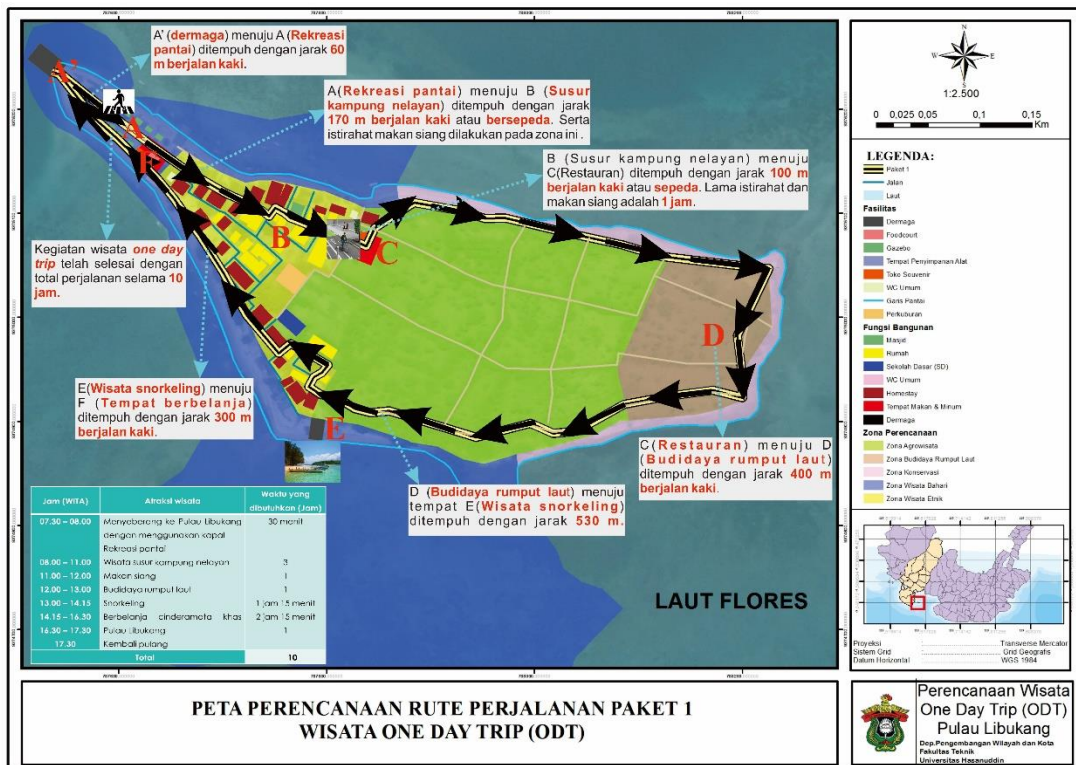 A' (dermaga) menuju A (Rekreasi
pantai) ditempuh dengan jarak 60
m berjalan kaki.
A'
A(Rekreasi pantai) menuju B (Susur
kampung nelayan) ditempuh dengan jarak
170 m berjalan kaki atau bersepeda. Serta
istirahat makan siang dilakukan pada zona ini .
B (Susur kampung nelayan) menuju
C(Restauran) ditempuh dengan jarak 100 m
berjalan kaki atau sepeda. Lama istirahat dan
makan siang adalah 1 jam.
A
F
B
C
D
E
Kegiatan wisata one day
trip telah selesai dengan
total perjalanan selama 10
jam.
E(Wisata snorkeling) menuju
F (Tempat berbelanja)
ditempuh dengan jarak 300 m
berjalan kaki.
C(Restauran) menuju D
(Budidaya rumput laut)
ditempuh dengan jarak 400 m
berjalan kaki.
D (Budidaya rumput laut) menuju
tempat E(Wisata snorkeling)
ditempuh dengan jarak 530 m.
LAUT FLORES
Jam (WITA) Atraksi wisata Waktu yang
dibutuhkan (Jam)
07.30 – 08.00 Menyeberang ke Pulau Libukang 30 menit
dengan menggunakan kapal
Rekreasi pantai
08.00 – 11.00 Wisata susur kampung nelayan 3
11.00 – 12.00 Makan siang 1
12.00 – 13.00 Budidaya rumput laut 1
13.00 – 14.15 Snorkeling 1 jam 15 menit
14.15 – 16.30 Berbelanja cinderamata khas 2 jam 15 menit
16.30 – 17.30 Pulau Libukang 1
17.30 Kembali pulang
Total 10
N
W E
S
1:2.500
0 0,025 0,05 0,1 0,15
Km
LEGENDA:
Paket 1
Jalan
Laut
Fasilitas
Dermaga
Foodcourt
Gazebo
Tempat Penyimpanan Alat
Toko Souvenir
WC Umum
Garis Pantai
Perkuburan
Fungsi Bangunan
Masjid
Rumah
Sekolah Dasar (SD)
WC Umum
Homestay
Tempat Makan & Minum
Dermaga
Zona Perencanaan
Zona Agrowisata
Zona Budidaya Rumput Laut
Zona Konservasi
Zona Wisata Bahari
Zona Wisata Etnik
Proyeksi : Transverse Mercator
Sistem Grid : Grid Geografis
Datum Horizontal : WGS 1984
PETA PERENCANAAN RUTE PERJALANAN PAKET 1
WISATA ONE DAY TRIP (ODT)
Perencanaan Wisata
One Day Trip (ODT)
Pulau Libukang
Dep.Pengembangan Wilayah dan Kota
Fakultas Teknik
Universitas Hasanuddin